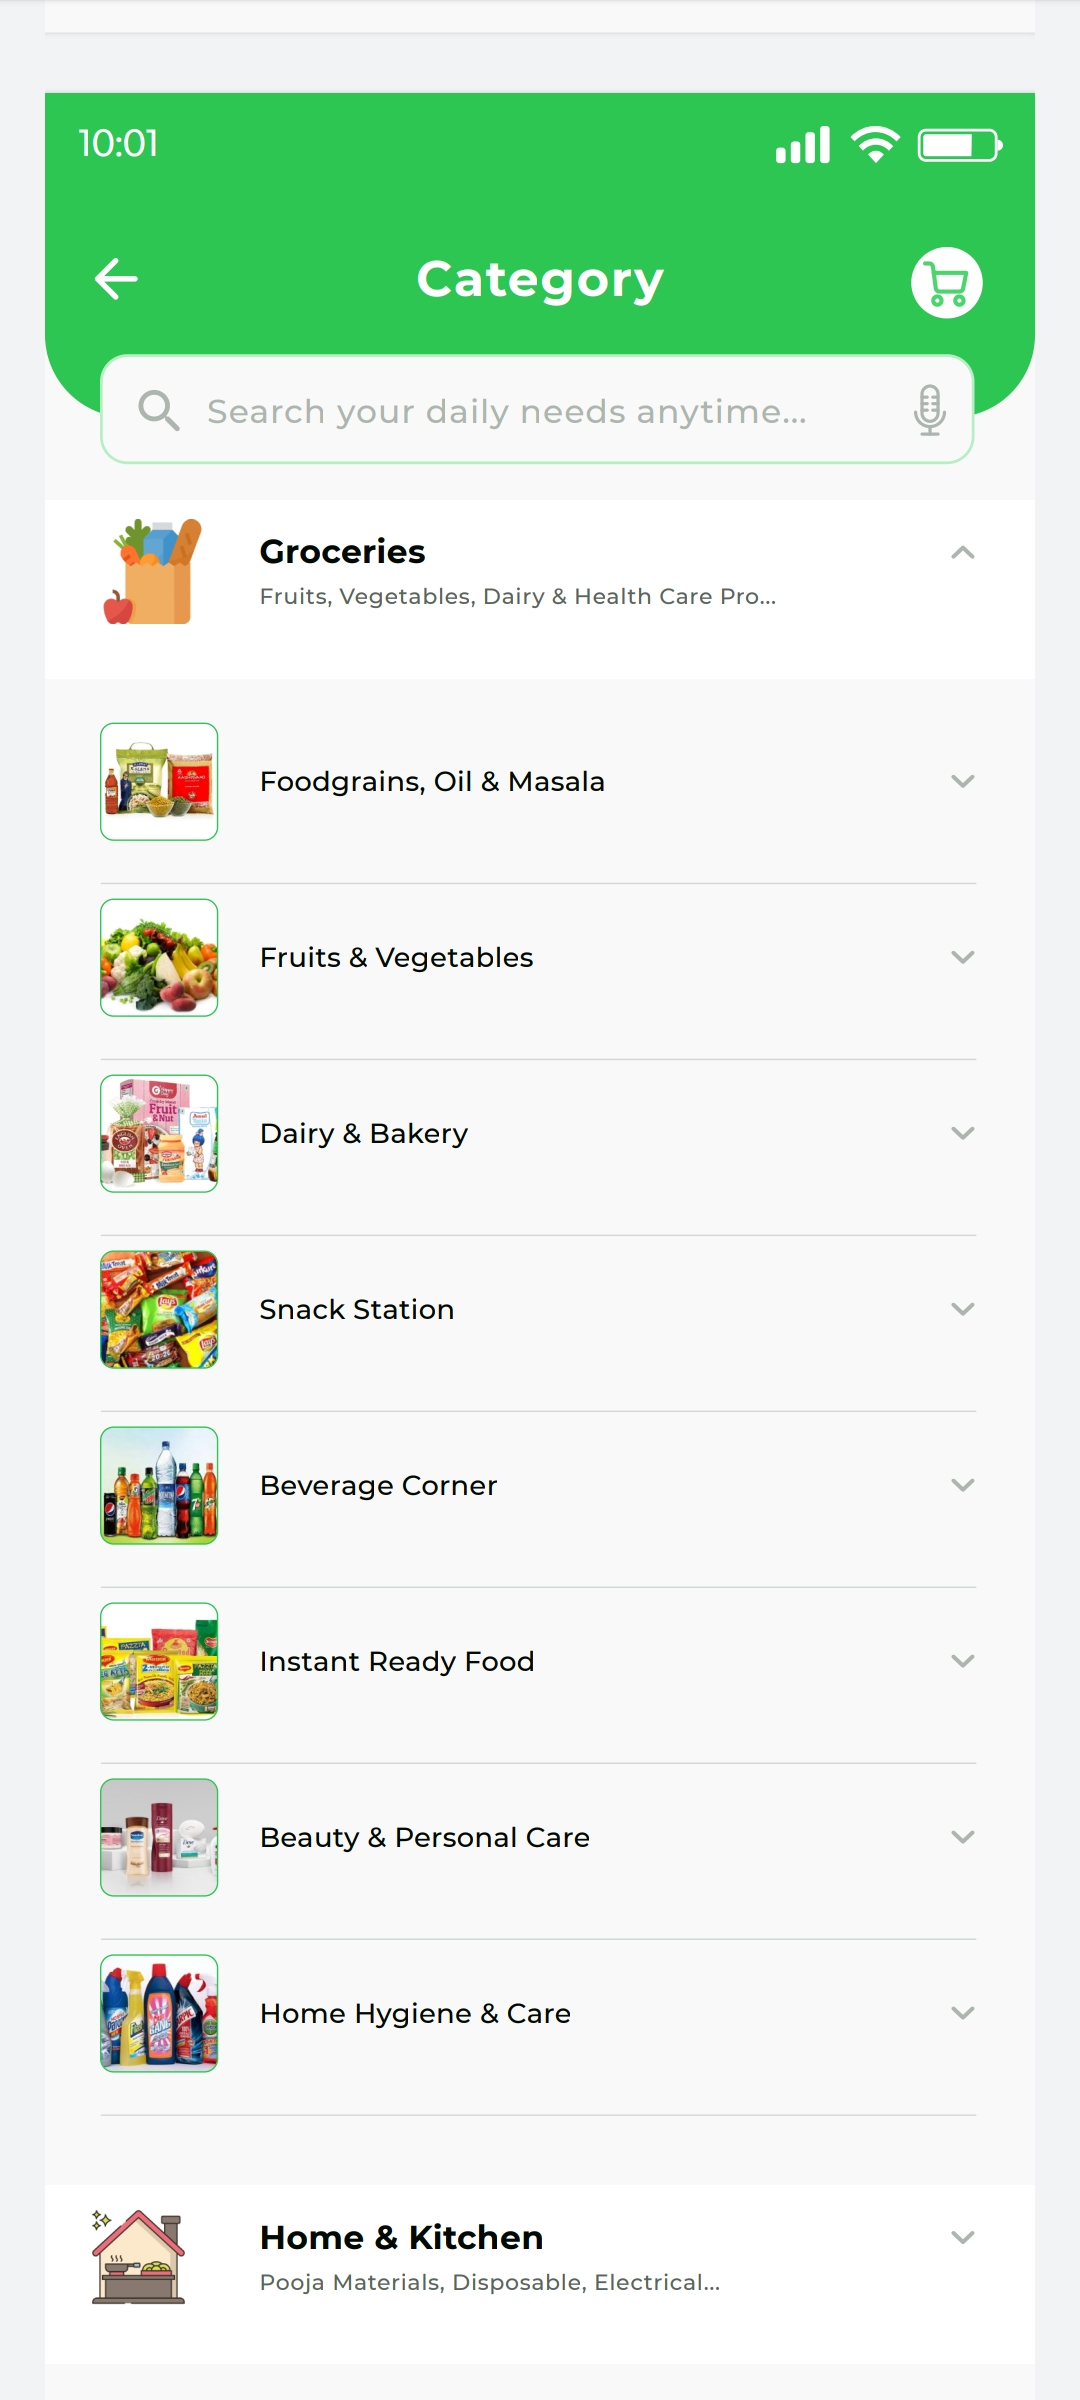 10:01
Category
Search your daily needs anytime...
Groceries
Fruits, Vegetables, Dairy & Health Care Pro...
Foodgrains, Oil & Masala
Fruits & Vegetables
Fruit
& Nut
Dairy & Bakery
Snack Station
Beverage Corner
Instant Ready Food
Beauty & Personal Care
Home Hygiene & Care
Home & Kitchen
Pooja Materials, Disposable, Electrical...